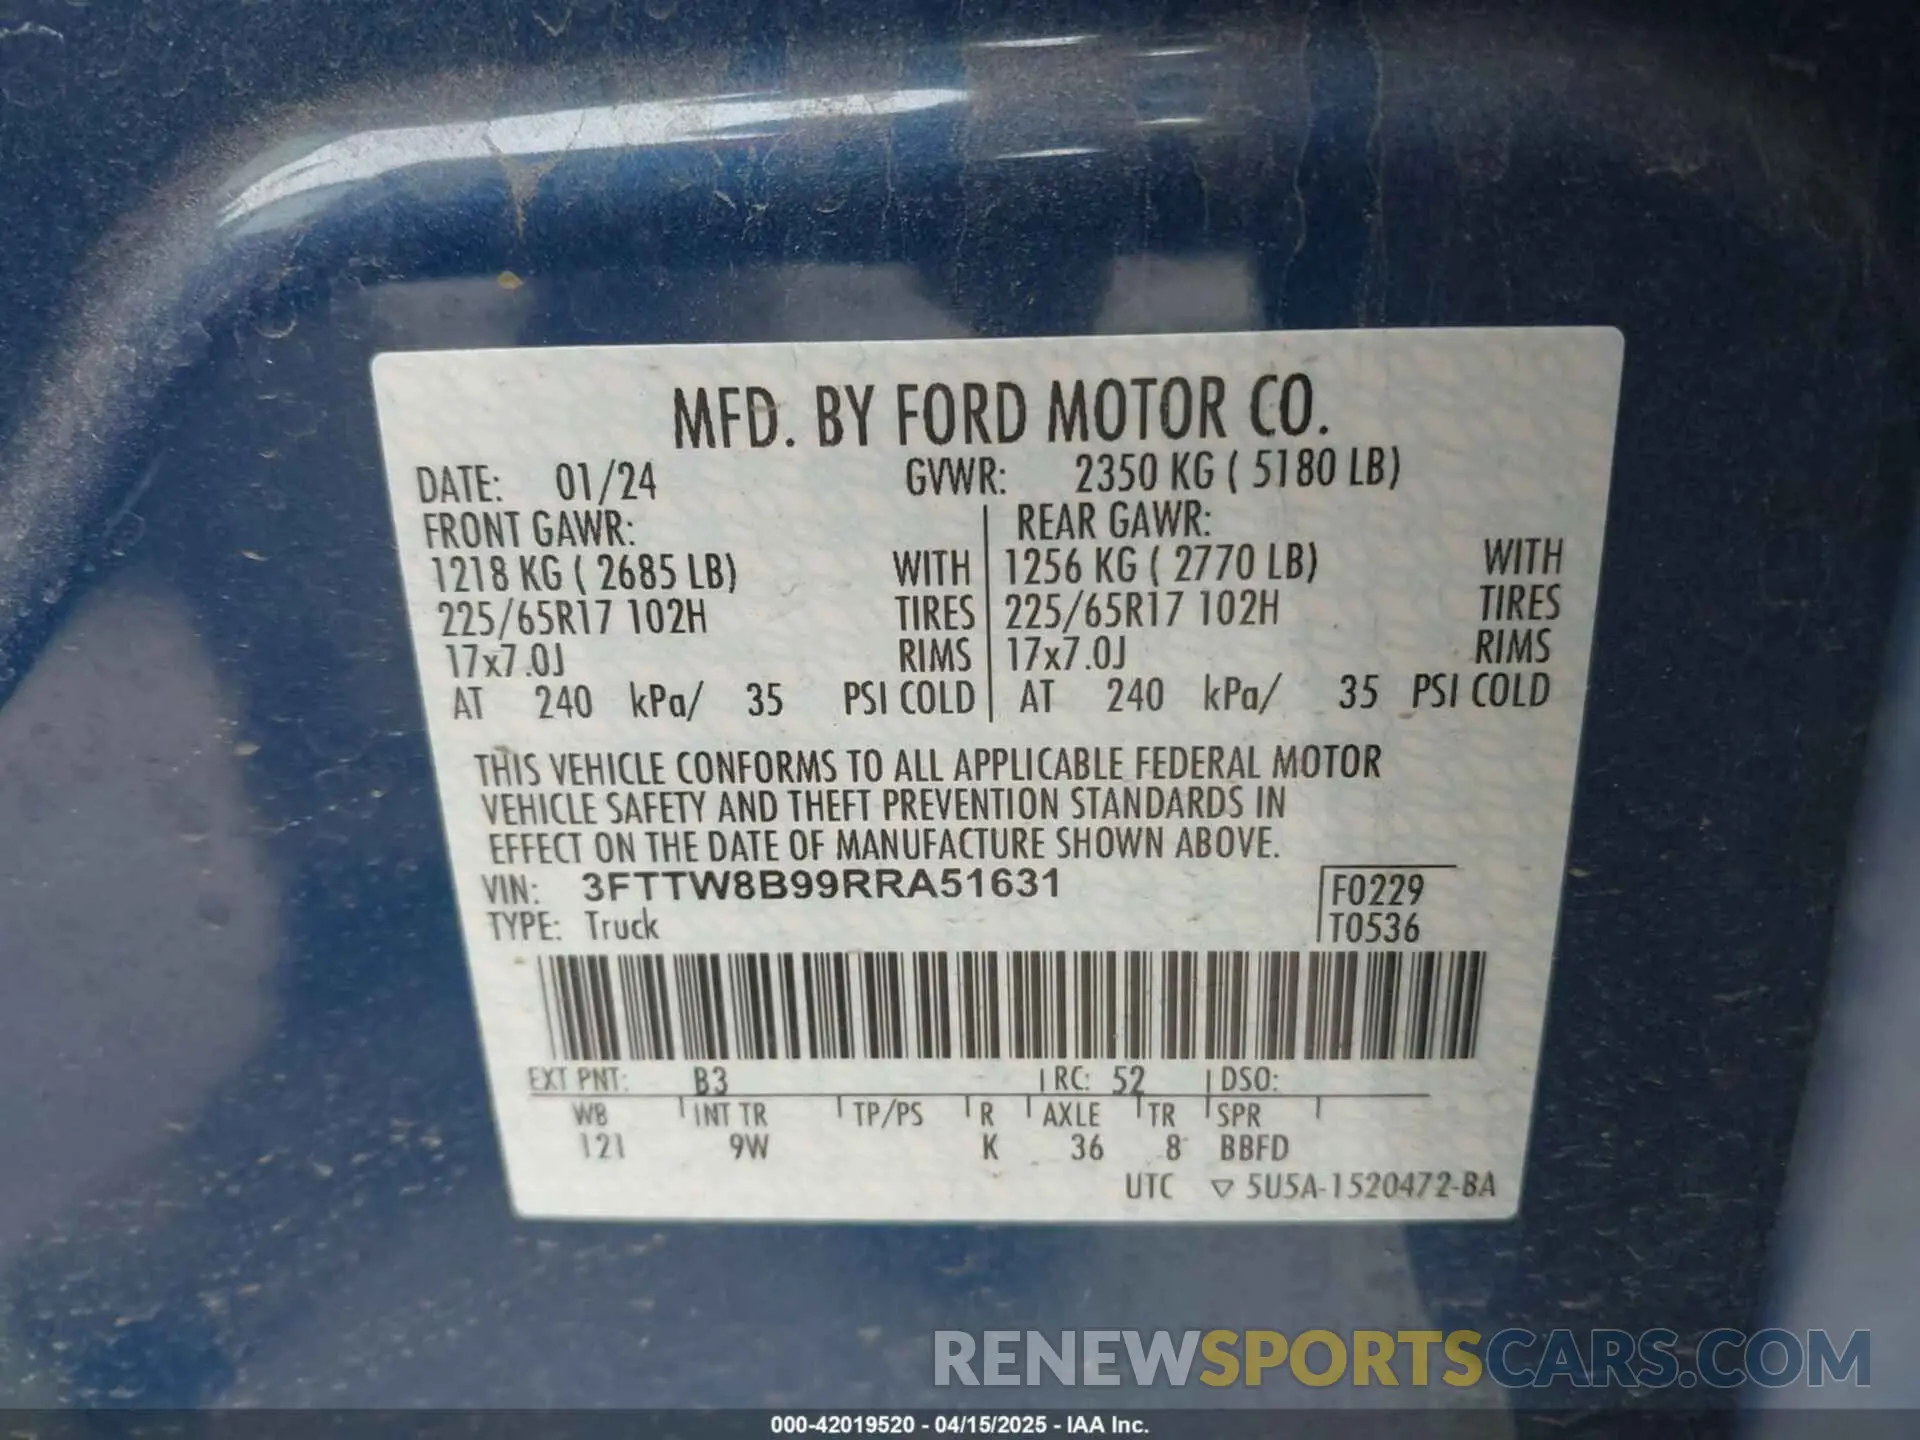 MFD. BY FORD MOTOR CO.
DATE: 01/24 GVWR: 2350 KG ( 5180 LB)
FRONT GAWR: REAR GAWR:
1218 KG ( 2685 LB) WITH 1256 KG ( 2770 LB) WITH
225/65R17 102H TIRES 225/65R17 102H TIRES
17x7.0J RIMS 17x7.0J RIMS
AT 240 kPa/ 35 PSI COLD AT 240 kPa/ 35 PSI COLD
THIS VEHICLE CONFORMS TO ALL APPLICABLE FEDERAL MOTOR
VEHICLE SAFETY AND THEFT PREVENTION STANDARDS IN
EFFECT ON THE DATE OF MANUFACTURE SHOWN ABOVE.
VIN: 3FTTW8B99RRA51631 F0229
TYPE: Truck T0536
EXT PNT: B3 RC: 52 DSO:
WB INT TR TP/PS R AXLE TR SPR
121 9W K 36 8 BBFD
UTC ▽ 5U5A-1520472-BA
RENEWSPORTSCARS.COM
000-42019520 - 04/15/2025 - IAA Inc.